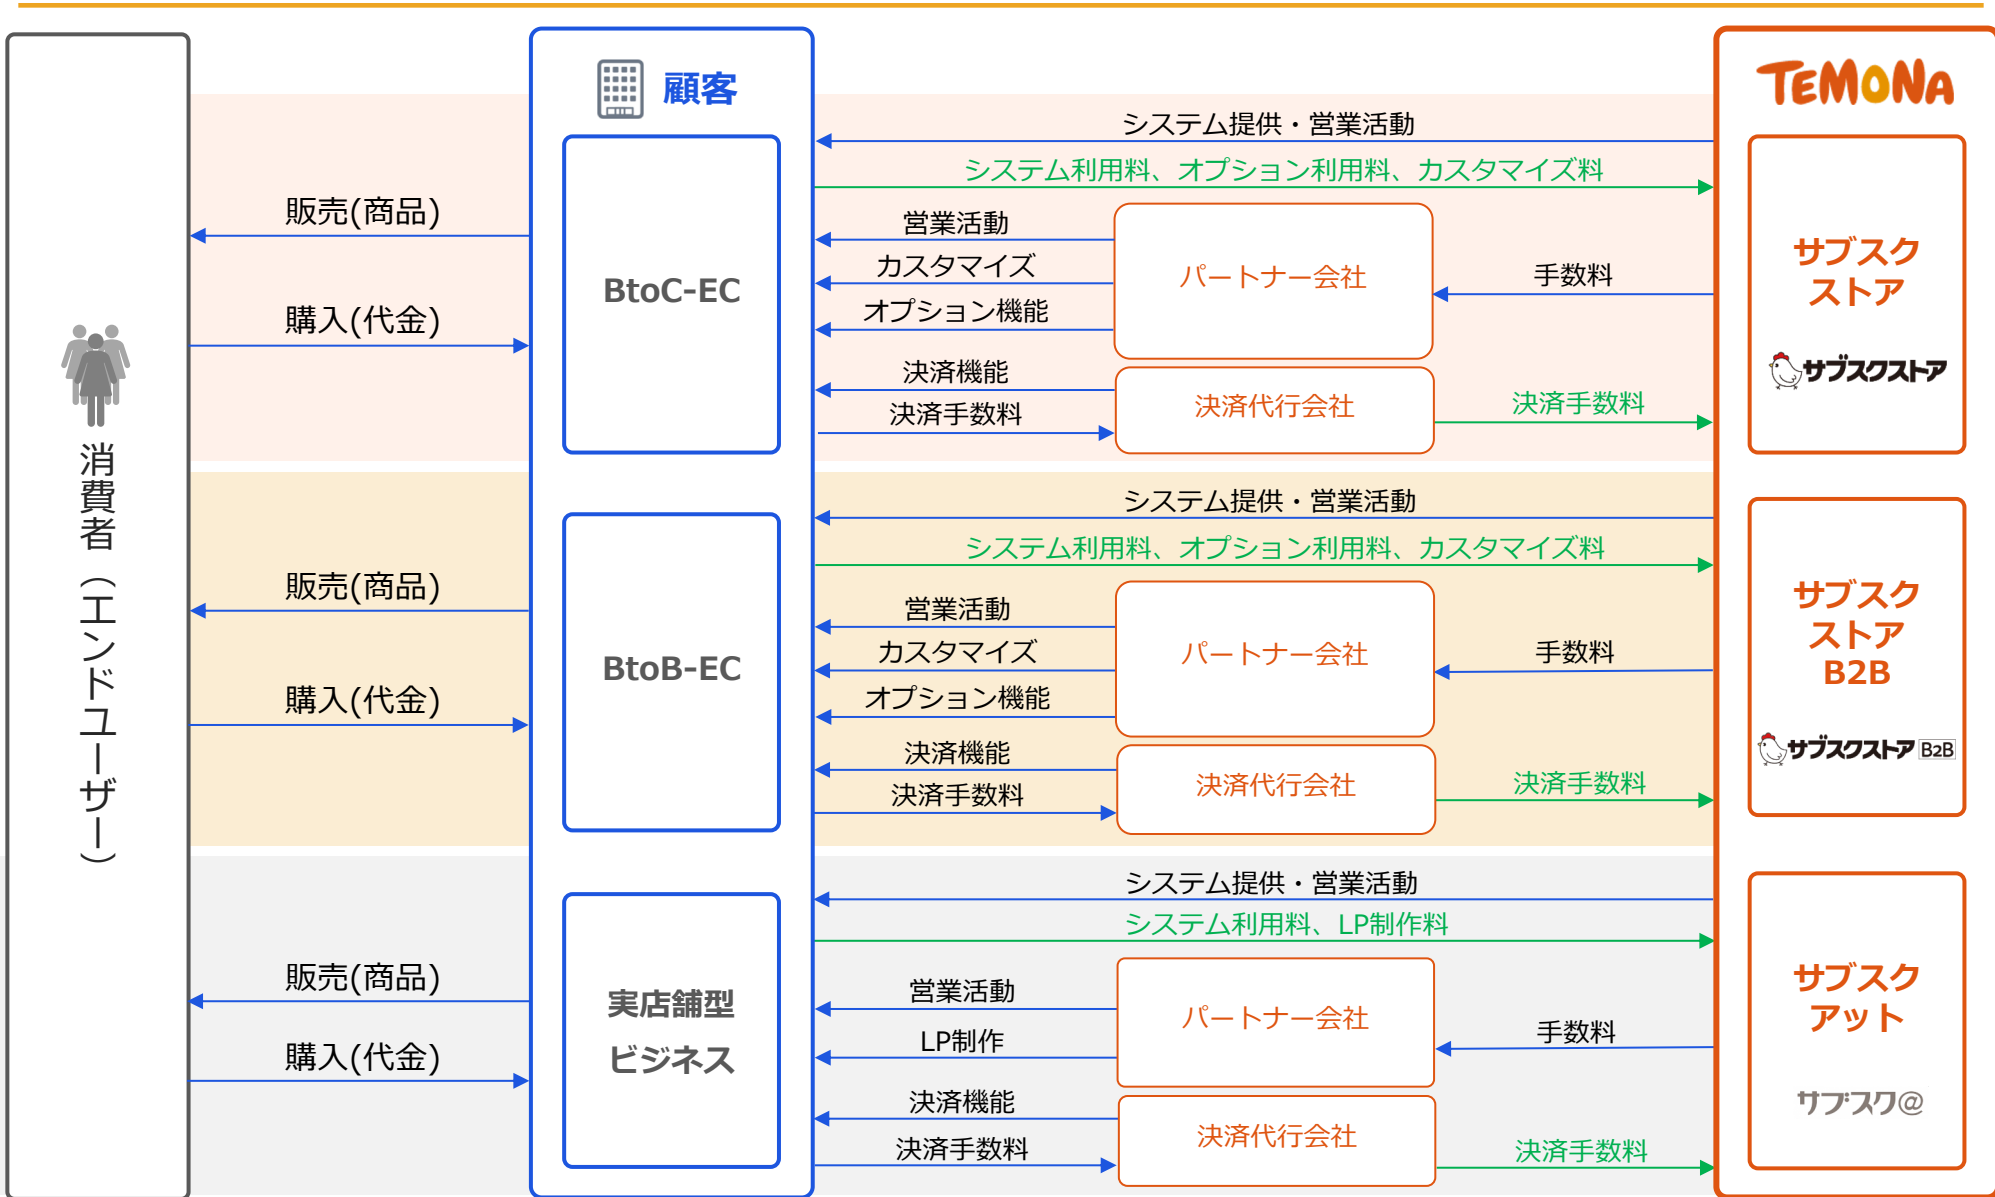 消費者（エンドユーザー）
顧客
TEMONA
販売(商品)
購入(代金)
BtoC-EC
システム提供・営業活動
システム利用料、オプション利用料、カスタマイズ料
営業活動
カスタマイズ
オプション機能
パートナー会社
手数料
決済機能
決済手数料
決済代行会社
決済手数料
サブスク
ストア
サブスクストア
販売(商品)
購入(代金)
BtoB-EC
システム提供・営業活動
システム利用料、オプション利用料、カスタマイズ料
営業活動
カスタマイズ
オプション機能
パートナー会社
手数料
決済機能
決済手数料
決済代行会社
決済手数料
サブスク
ストア
B2B
サブスクストア B2B
販売(商品)
購入(代金)
実店舗型
ビジネス
システム提供・営業活動
システム利用料、LP制作料
営業活動
LP制作
パートナー会社
手数料
決済機能
決済手数料
決済代行会社
決済手数料
サブスク
アット
サブスク@